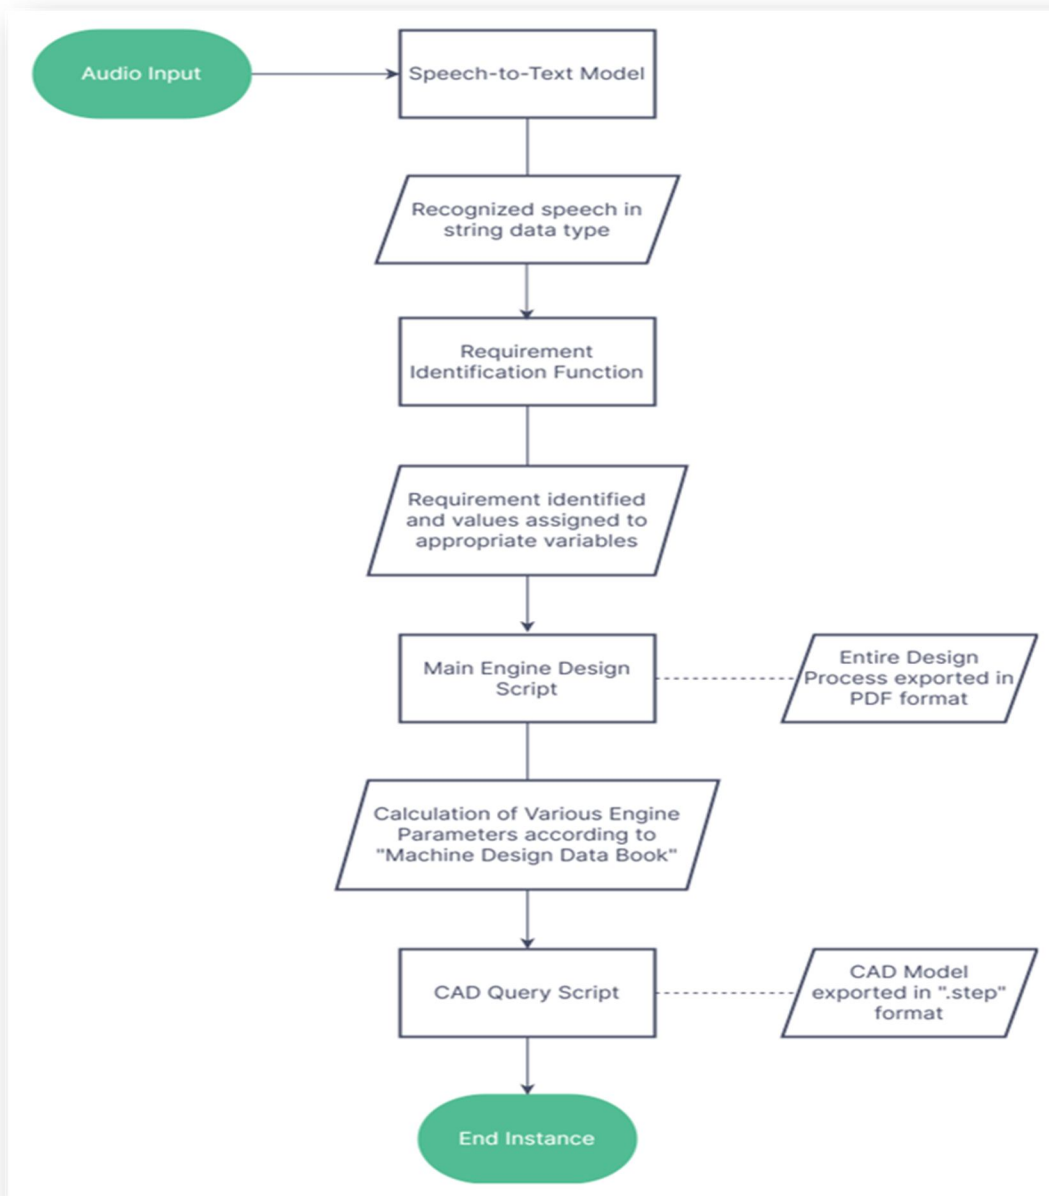 Audio Input
Speech-to-Text Model
Recognized speech in
string data type
Requirement
Identification Function
Requirement identified
and values assigned to
appropriate variables
Main Engine Design
Script
Entire Design
Process exported in
PDF format
Calculation of Various Engine
Parameters according to
"Machine Design Data Book"
CAD Query Script
CAD Model
exported in ".step"
format
End Instance